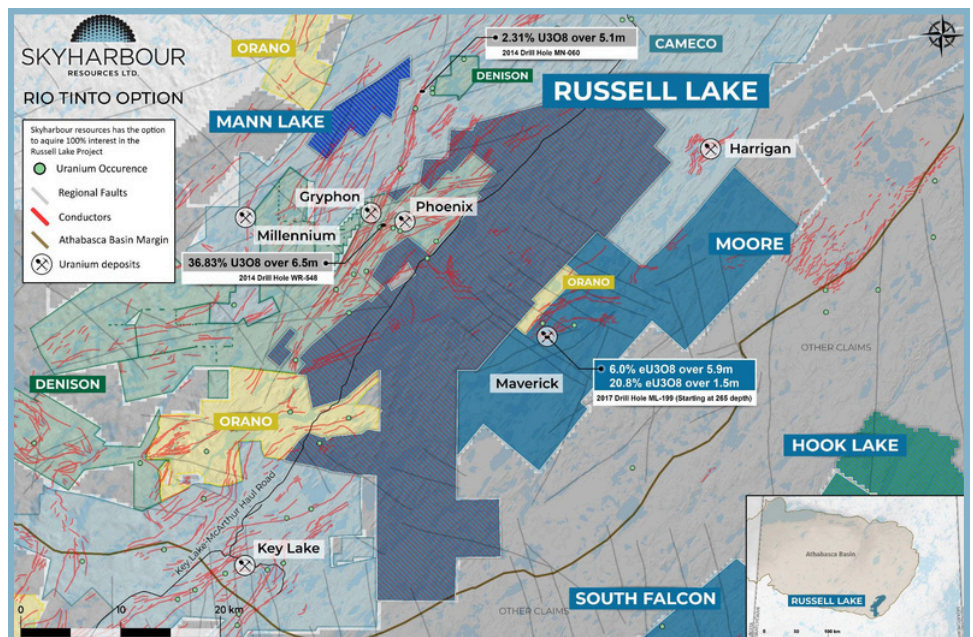 SKYHARBOUR
RESOURCES LTD.
RIO TINTO OPTION
Skyharbour resources has the option
to aquire 100% interest in the
Russell Lake Project
Uranium Occurence
Regional Faults
Conductors
Athabasca Basin Margin
Uranium deposits
ORANO
2.31% U3O8 over 5.1m
2014 Drill Hole MN-060
CAMECO
DENISON
RUSSELL LAKE
MANN LAKE
Harrigan
Gryphon
Phoenix
Millennium
MOORE
36.83% U3O8 over 6.5m
2014 Drill Hole WR-548
ORANO
OTHER CLAIMS
6.0% eU3O8 over 5.9m
20.8% eU3O8 over 1.5m
2017 Drill Hole ML-199 (Starting at 265 depth)
Maverick
DENISON
ORANO
HOOK LAKE
Key Lake-McArthur Haul Road
Key Lake
Athabasca Basin
RUSSELL LAKE
0 50 100 km
SOUTH FALCON
OTHER CLAIMS
0 10 20 km